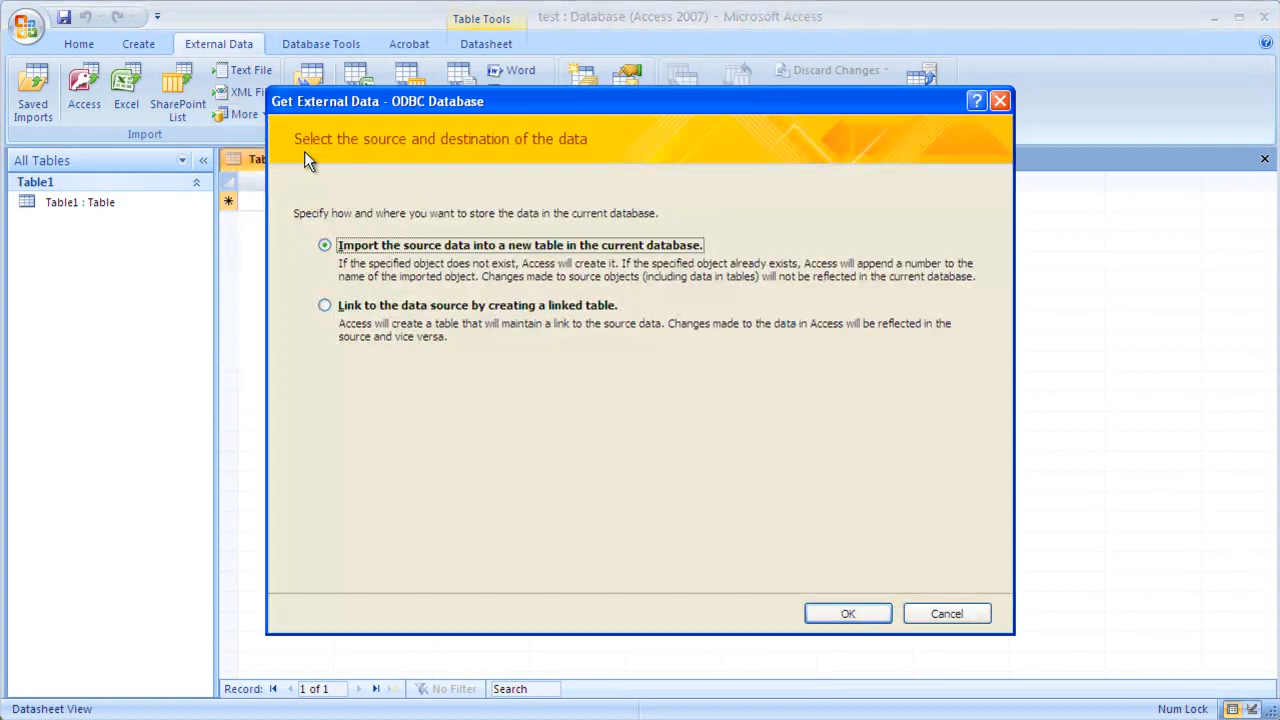 Table Tools
test : Database (Access 2007) - Microsoft Access
Home
Create
External Data
Database Tools
Acrobat
Datasheet
Saved
Imports
Access
Excel
SharePoint
List
Text File
XML Fi
More
Import
Word
Discard Changes
Get External Data - ODBC Database
Select the source and destination of the data
All Tables
Table1
Table1 : Table
Tab
Specify how and where you want to store the data in the current database.
Import the source data into a new table in the current database.
If the specified object does not exist, Access will create it. If the specified object already exists, Access will append a number to the
name of the imported object. Changes made to source objects (including data in tables) will not be reflected in the current database.
Link to the data source by creating a linked table.
Access will create a table that will maintain a link to the source data. Changes made to the data in Access will be reflected in the
source and vice versa.
OK
Cancel
Record:
1 of 1
No Filter
Search
Datasheet View
Num Lock